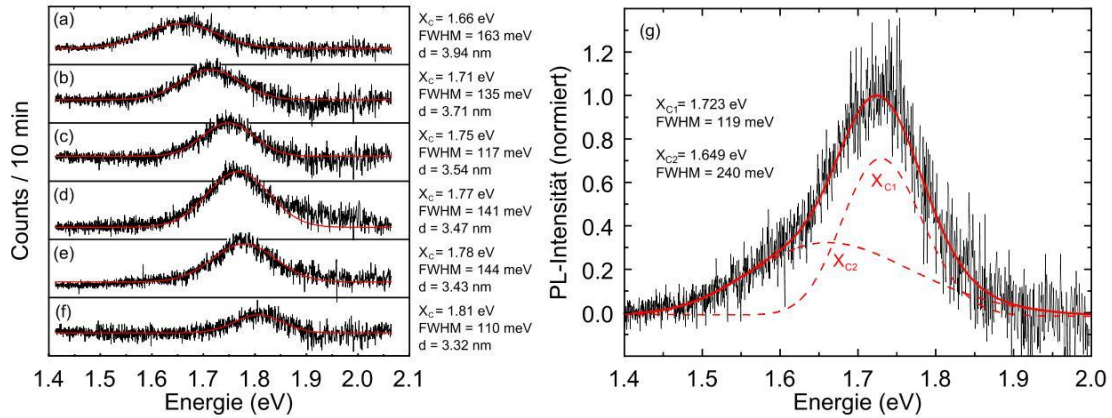 Counts / 10 min
(a)
X_C = 1.66 eV
FWHM = 163 meV
d = 3.94 nm
(b)
X_C = 1.71 eV
FWHM = 135 meV
d = 3.71 nm
(c)
X_C = 1.75 eV
FWHM = 117 meV
d = 3.54 nm
(d)
X_C = 1.77 eV
FWHM = 141 meV
d = 3.47 nm
(e)
X_C = 1.78 eV
FWHM = 144 meV
d = 3.43 nm
(f)
X_C = 1.81 eV
FWHM = 110 meV
d = 3.32 nm
1.4 1.5 1.6 1.7 1.8 1.9 2.0 2.1
Energie (eV)
PL-Intensität (normiert)
(g)
1.2
1.0
0.8
0.6
0.4
0.2
0.0
X_C1= 1.723 eV
FWHM = 119 meV
X_C2= 1.649 eV
FWHM = 240 meV
X_C1
X_C2
1.4 1.5 1.6 1.7 1.8 1.9 2.0
Energie (eV)